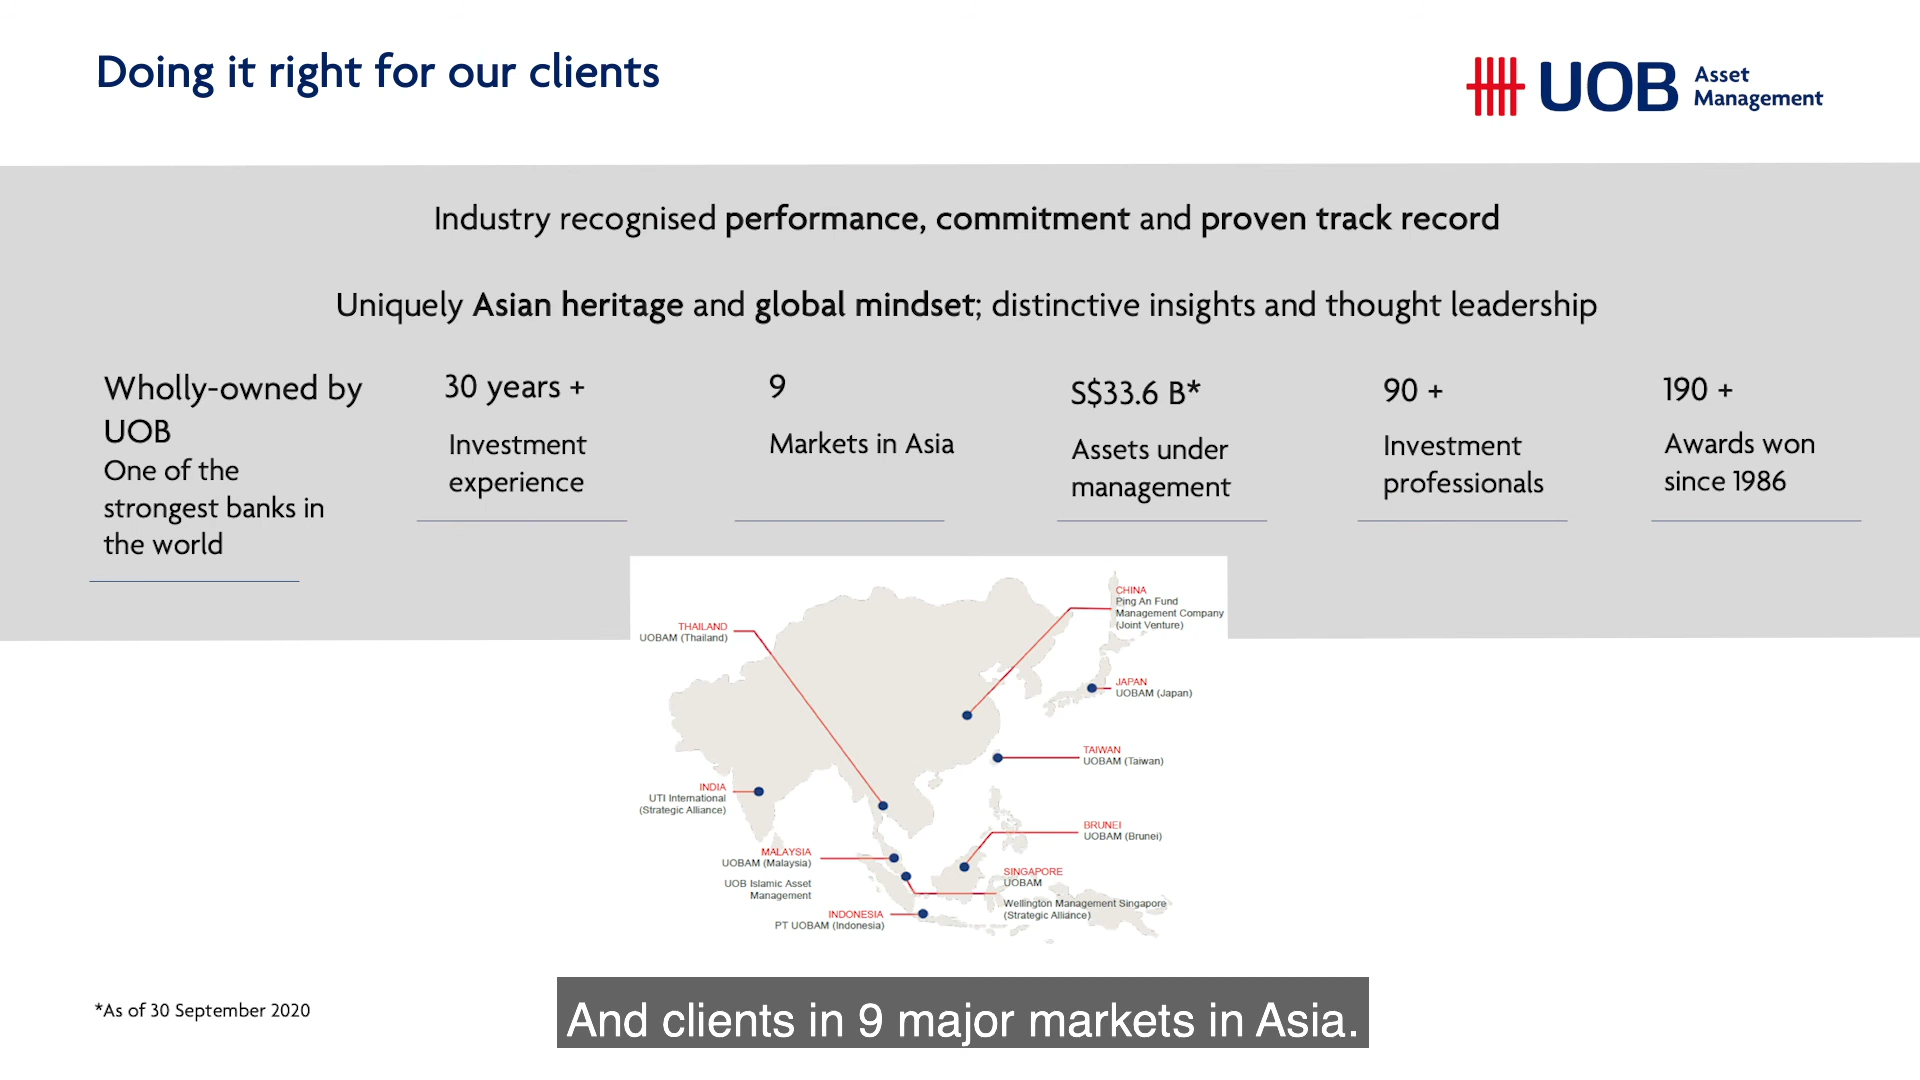 Doing it right for our clients
UOB Asset
Management
Industry recognised performance, commitment and proven track record
Uniquely Asian heritage and global mindset; distinctive insights and thought leadership
Wholly-owned by
UOB
One of the
strongest banks in
the world
30 years +
Investment
experience
9
Markets in Asia
S$33.6 B*
Assets under
management
90 +
Investment
professionals
190 +
Awards won
since 1986
CHINA
Ping An Fund
Management Company
(Joint Venture)
THAILAND
UOBAM (Thailand)
JAPAN
UOBAM (Japan)
TAIWAN
UOBAM (Taiwan)
INDIA
UTI International
(Strategic Alliance)
BRUNEI
UOBAM (Brunei)
MALAYSIA
UOBAM (Malaysia)
UOB Islamic Asset
Management
SINGAPORE
UOBAM
Wellington Management Singapore
(Strategic Alliance)
INDONESIA
PT UOBAM (Indonesia)
*As of 30 September 2020
And clients in 9 major markets in Asia.